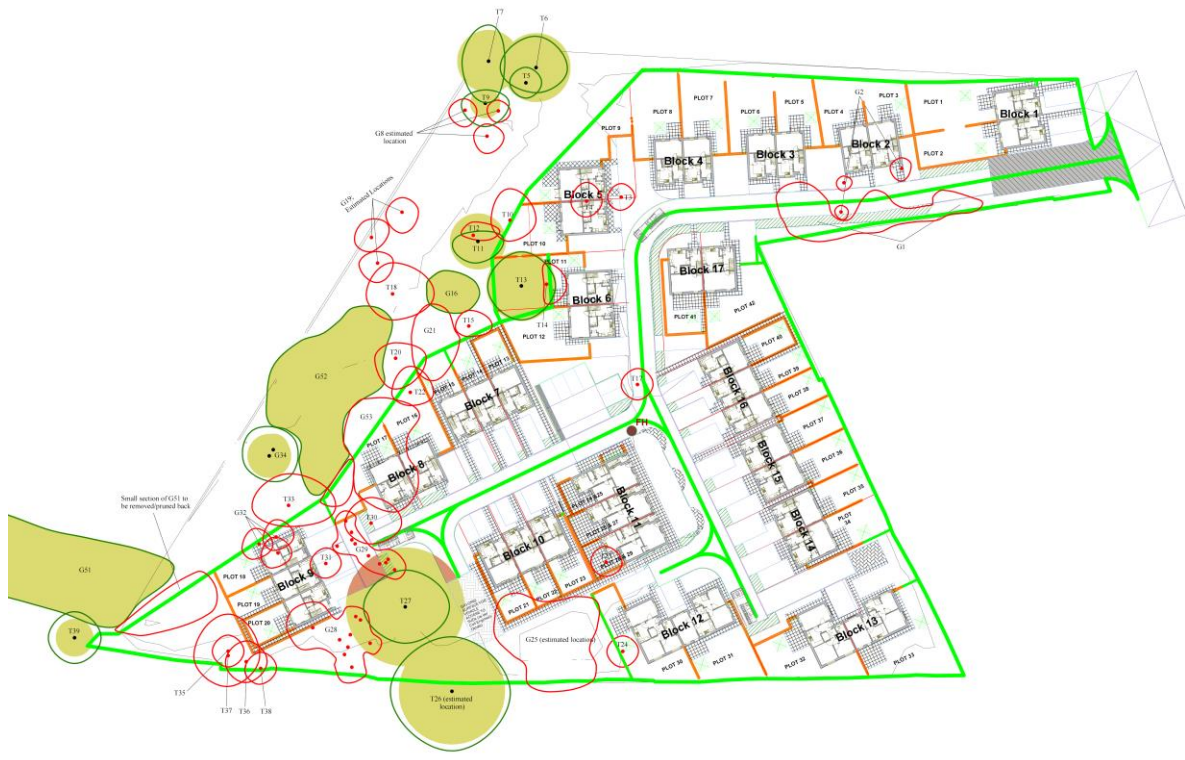 T7
T6
T5
T9
G8 estimated
location
G19, 
Estimated Locations
G2
PLOT 9
PLOT 8
PLOT 7
PLOT 6
PLOT 5
PLOT 4
PLOT 3
PLOT 1
PLOT 2
Block 1
Block 2
Block 3
Block 4
Block 5
T4
T3
T10
T12
T11
PLOT 10
G1
PLOT 11
T13
Block 6
T14
Block 17
PLOT 41
PLOT 42
T18
G16
T15
G21
PLOT 12
T20
T22
PLOT 13
PLOT 14
PLOT 15
Block 7
T17
PLOT 40
PLOT 39
PLOT 38
PLOT 37
PLOT 36
PLOT 35
PLOT
34
Block 16
Block 15
Block 14
G52
G53
PLOT 16
PLOT 17
Block 8
FH
G34
T33
Small section of G51 to
be removed/pruned back
G32
T30
G29
T31
Block 9
Block 10
Block 11
PLOT 21
PLOT 22
PLOT 23
G51
PLOT 18
PLOT 19
PLOT 20
T27
G28
G25 (estimated location)
T24
Block 12
Block 13
PLOT 30
PLOT 31
PLOT 32
PLOT 33
T39
T35
T37
T36
T38
T26 (estimated
location)